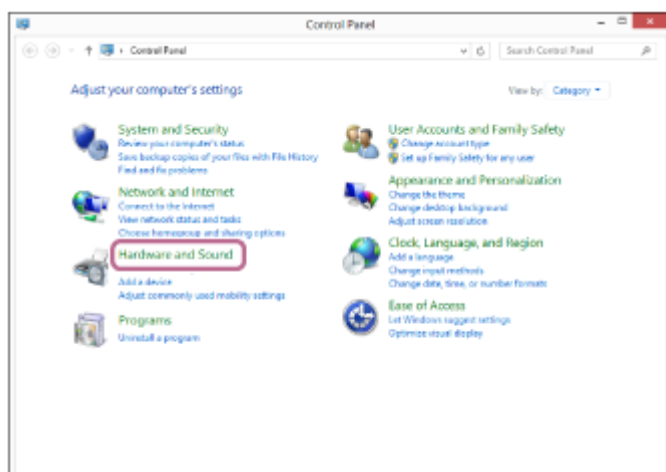 Control Panel
Control Panel
Search Control Panel
Adjust your computer's settings
View by: Category
System and Security
Review your computer's status
Save backup copies of your files with File History
Find and fix problems
Network and Internet
Connect to the Internet
View network status and tasks
Choose homegroup and sharing options
Hardware and Sound
Add a device
Adjust commonly used mobility settings
Programs
Uninstall a program
User Accounts and Family Safety
Change account type
Set up Family Safety for any user
Appearance and Personalization
Change the theme
Change desktop background
Adjust screen resolution
Clock, Language, and Region
Add a language
Change input methods
Change date, time, or number formats
Ease of Access
Let Windows suggest settings
Optimize visual display